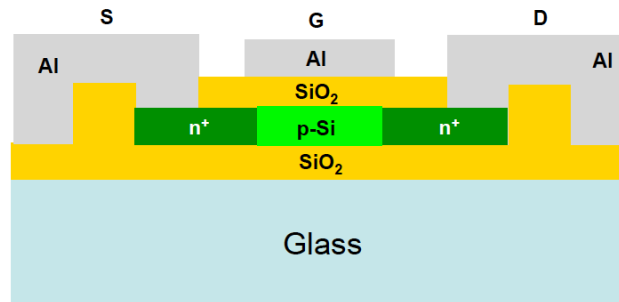 S G D
Al Al Al
SiO₂
n⁺ p-Si n⁺
SiO₂
Glass